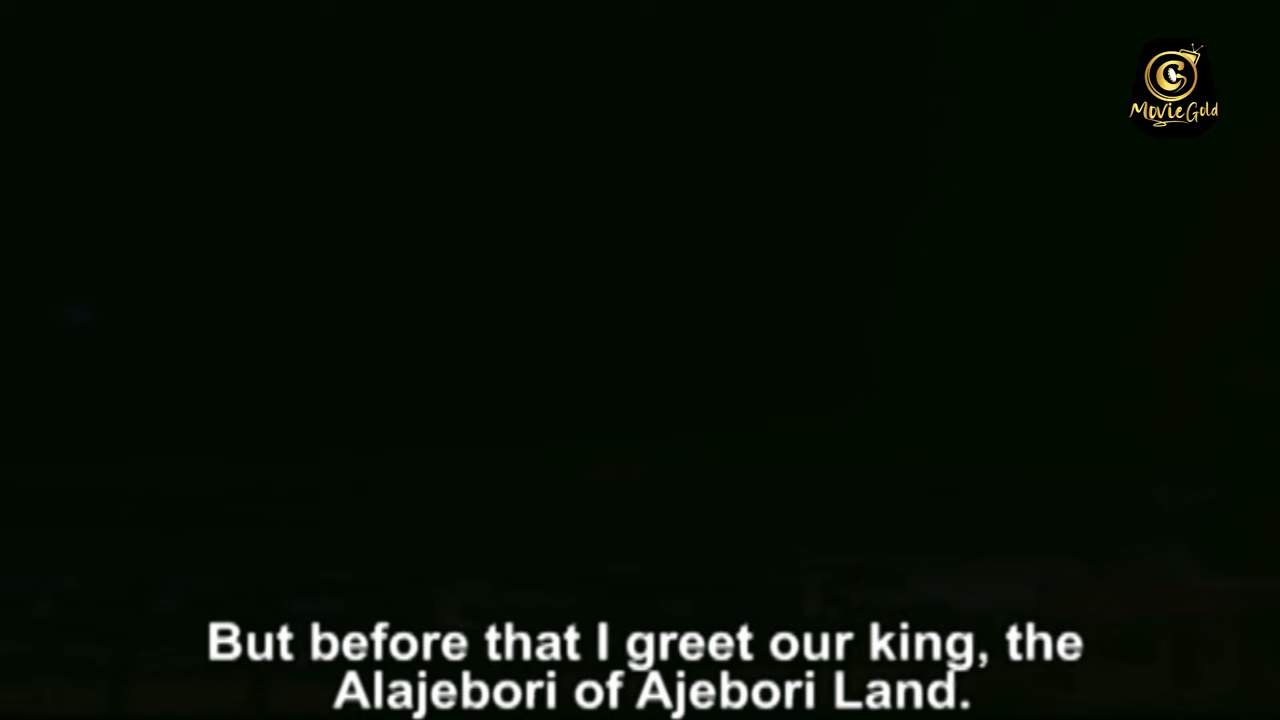 MovieGold
But before that I greet our king, the
Alajebori of Ajebori Land.